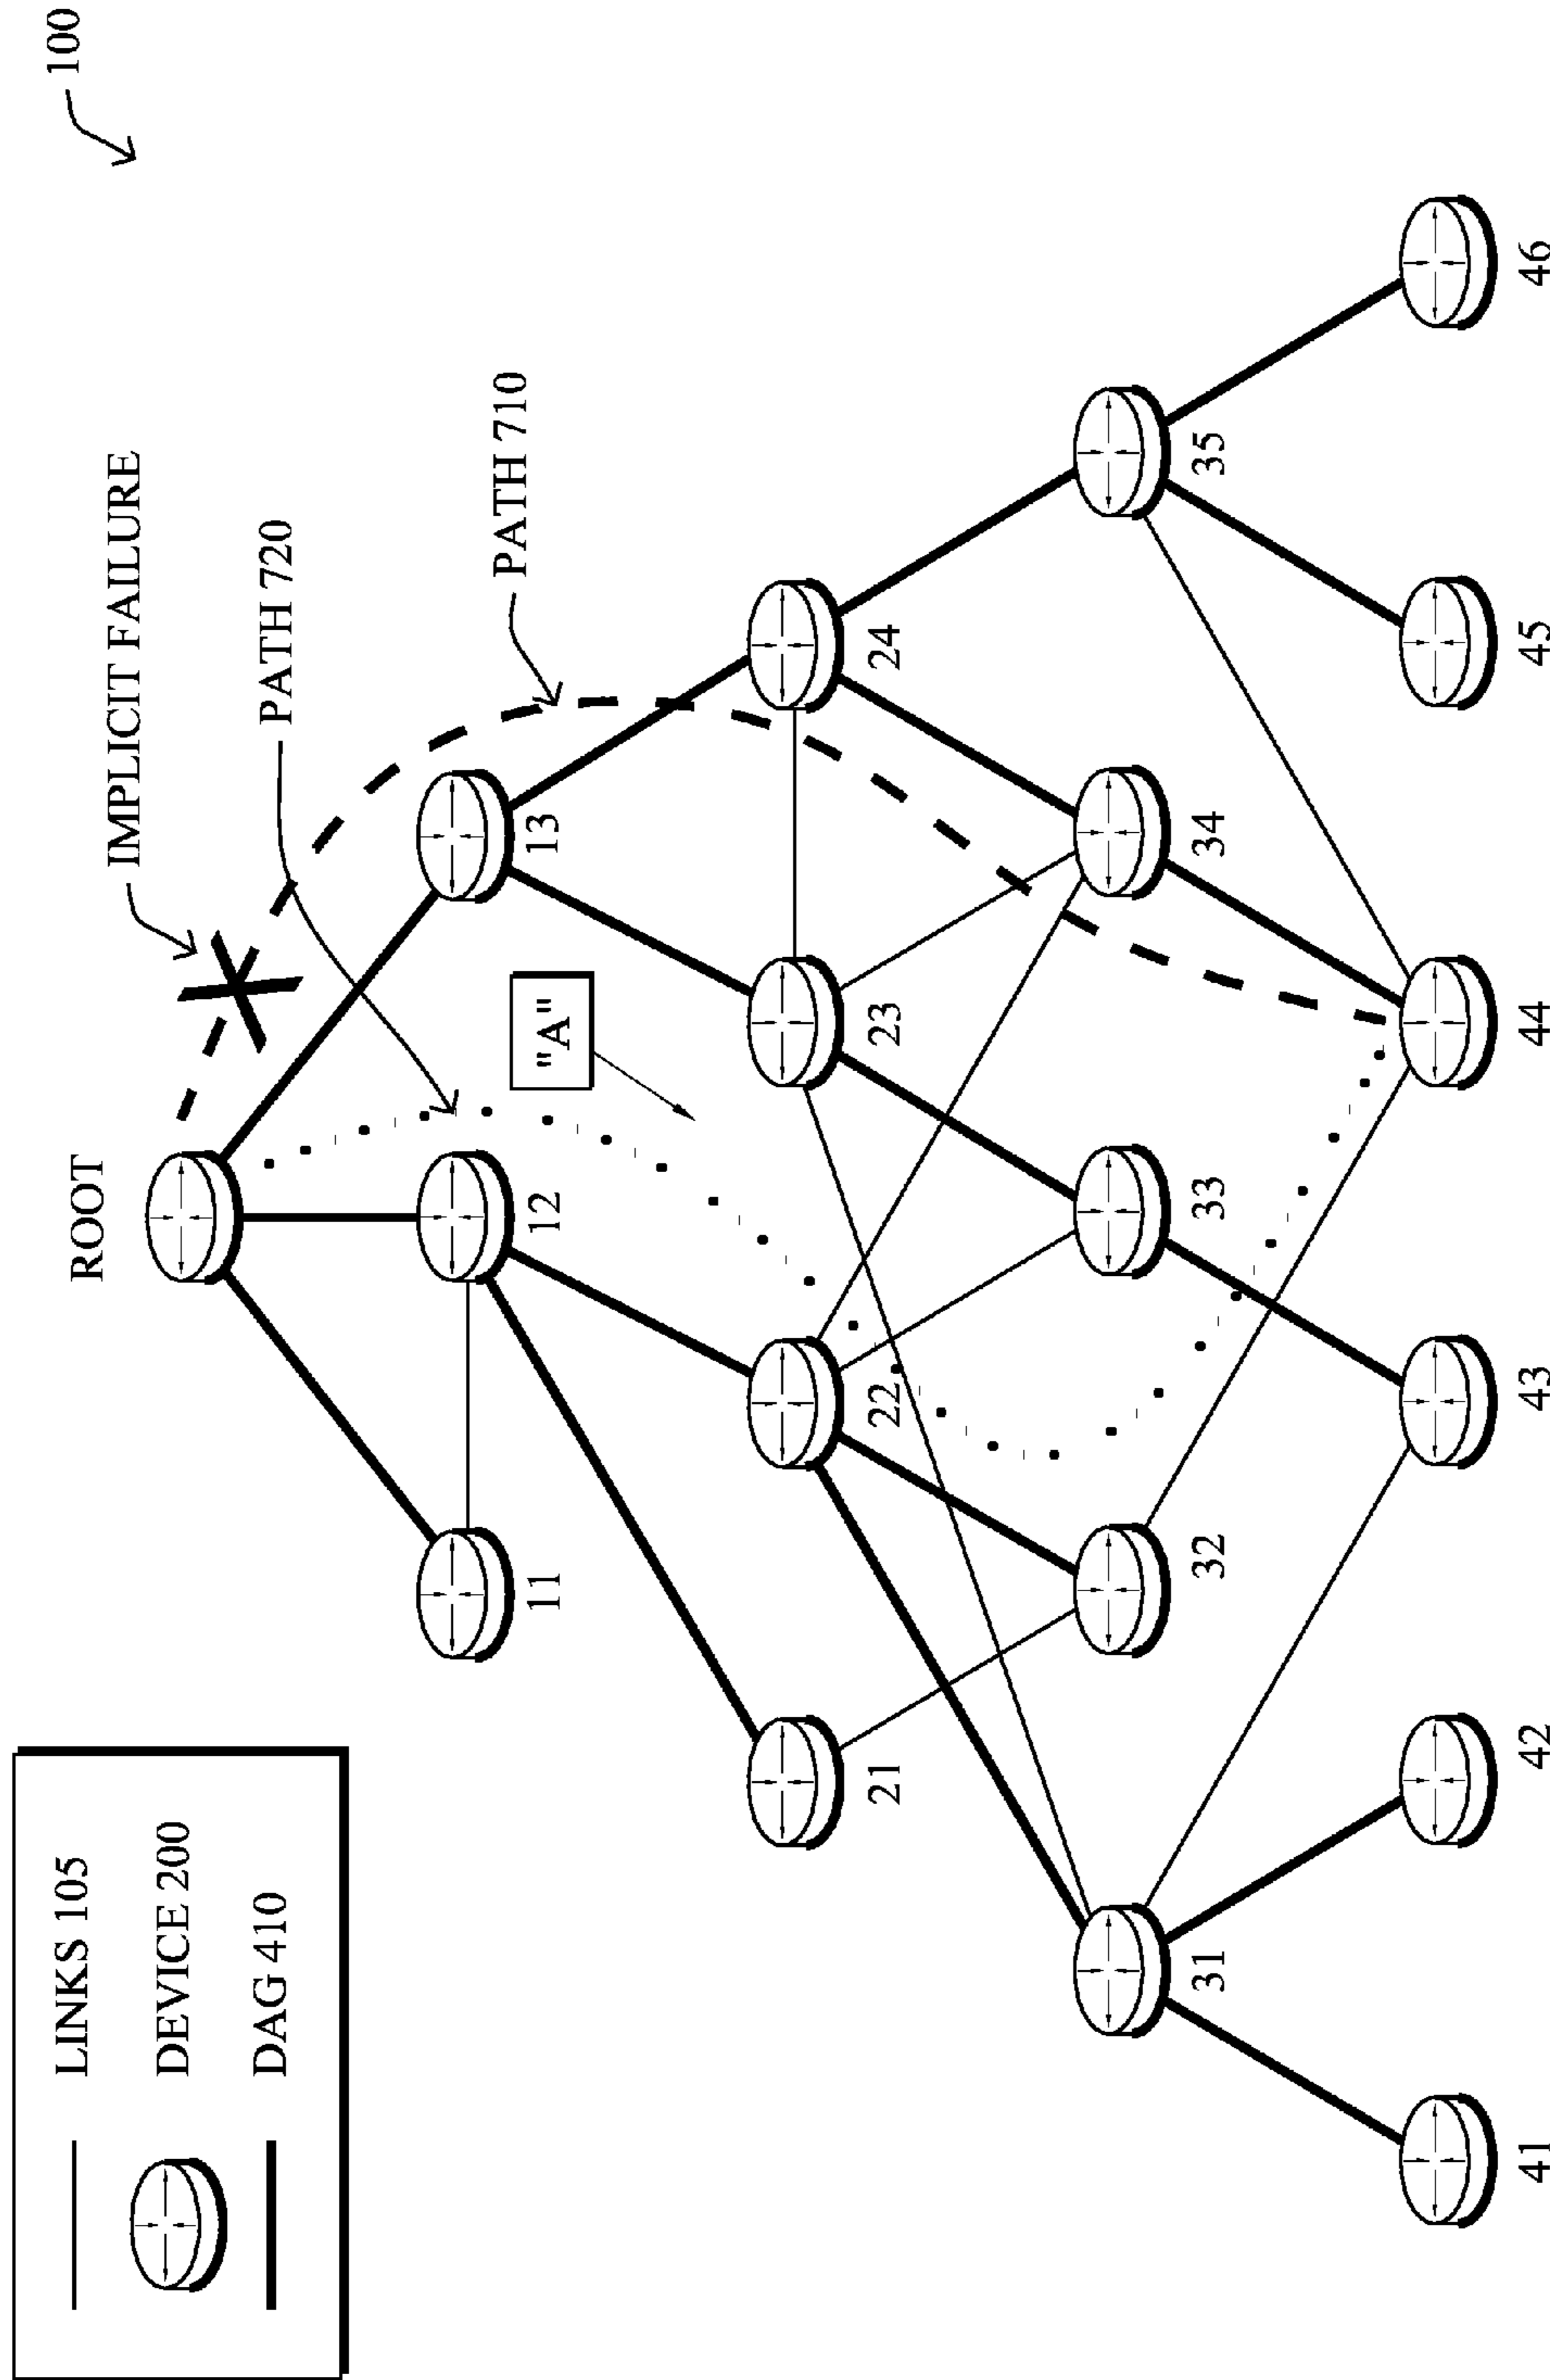 LINKS 105
DEVICE 200
DAG 410
100
IMPLICIT FAILURE
PATH 720
PATH 710
ROOT
"A"
11
12
13
21
22
23
24
31
32
33
34
35
41
42
43
44
45
46